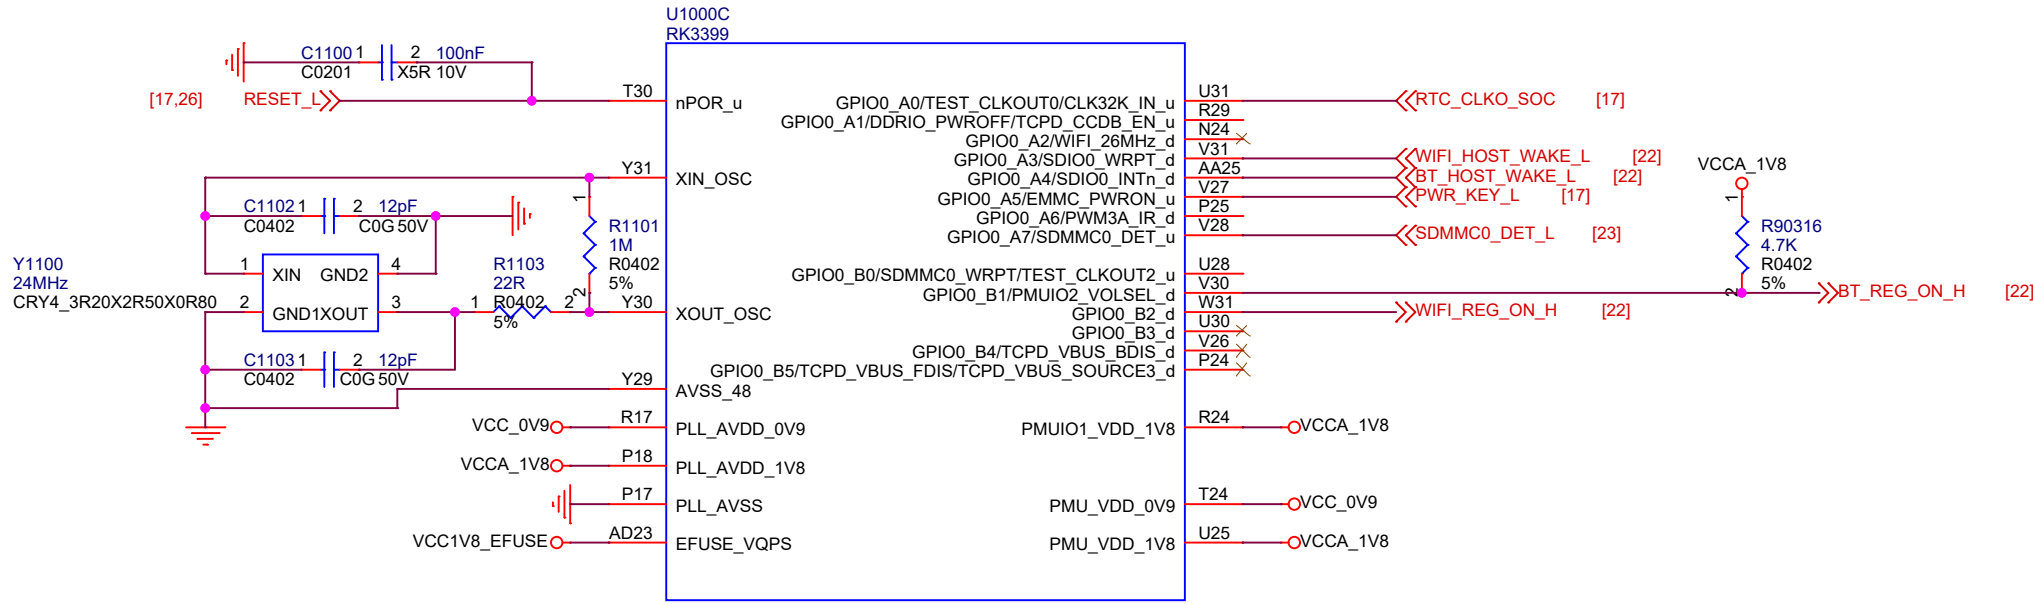 U1000C
RK3399
C1100 1 2 100nF
C0201 X5R 10V
[17,26] RESET_L
T30 nPOR_u
GPIO0_A0/TEST_CLKOUT0/CLK32K_IN_u U31 RTC_CLKO_SOC [17]
GPIO0_A1/DDRIO_PWROFF/TCPD_CCDB_EN_u R29
GPIO0_A2/WIFI_26MHz_d N24
GPIO0_A3/SDIO0_WRPT_d V31 WIFI_HOST_WAKE_L [22]
GPIO0_A4/SDIO0_INTn_d AA25 BT_HOST_WAKE_L [22]
GPIO0_A5/EMMC_PWRON_u V27 PWR_KEY_L [17]
GPIO0_A6/PWM3A_IR_d P25
GPIO0_A7/SDMMC0_DET_u V28 SDMMC0_DET_L [23]
GPIO0_B0/SDMMC0_WRPT/TEST_CLKOUT2_u U28
GPIO0_B1/PMUIO2_VOLSEL_d V30 BT_REG_ON_H [22]
GPIO0_B2_d W31 WIFI_REG_ON_H [22]
GPIO0_B3_d U30
GPIO0_B4/TCPD_VBUS_BDIS_d V26
GPIO0_B5/TCPD_VBUS_FDIS/TCPD_VBUS_SOURCE3_d P24
VCCA_1V8
1
R90316
4.7K
R0402
5%
2
Y31 XIN_OSC
C1102 1 2 12pF
C0402 C0G 50V
1
R1101
1M
R0402
5%
2
Y1100
24MHz
CRY4_3R20X2R50X0R80
1 XIN GND2 4
2 GND1 XOUT 3
R1103
22R
1 R0402 2
5%
Y30 XOUT_OSC
C1103 1 2 12pF
C0402 C0G 50V
Y29 AVSS_48
VCC_0V9 R17 PLL_AVDD_0V9
PMUIO1_VDD_1V8 R24 VCCA_1V8
VCCA_1V8 P18 PLL_AVDD_1V8
P17 PLL_AVSS
PMU_VDD_0V9 T24 VCC_0V9
VCC1V8_EFUSE AD23 EFUSE_VQPS
PMU_VDD_1V8 U25 VCCA_1V8